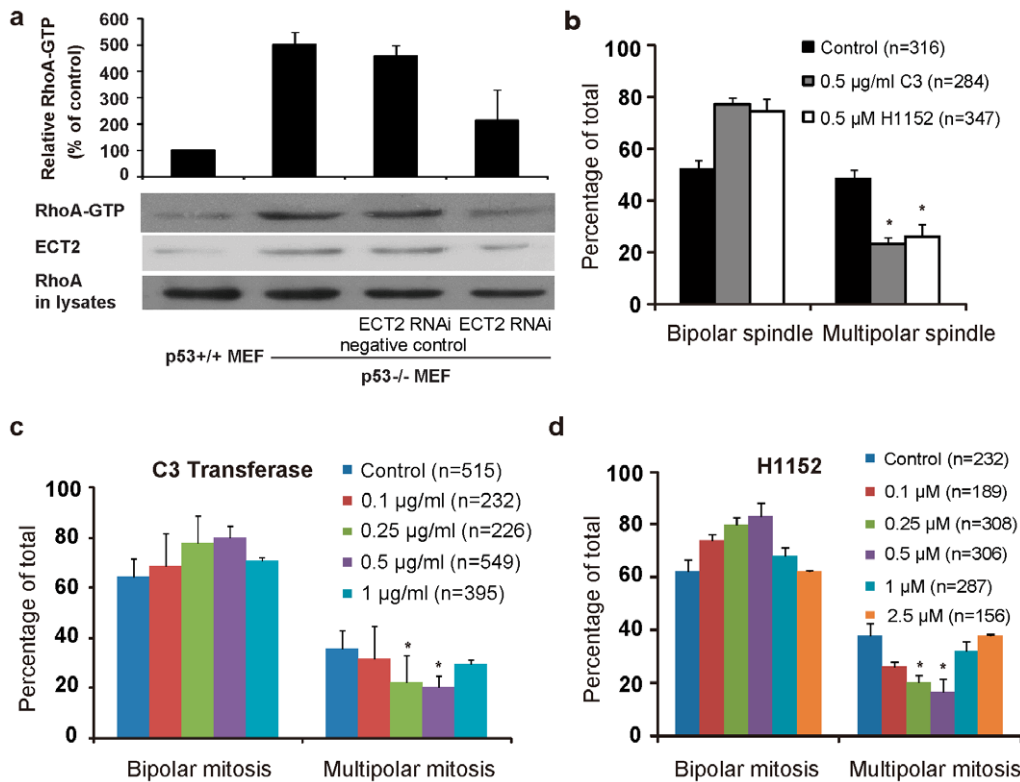 a
Relative RhoA-GTP
(% of control)
600
500
400
300
200
100
0
RhoA-GTP
ECT2
RhoA
in lysates
ECT2 RNAi ECT2 RNAi
negative control
p53+/+ MEF
p53-/- MEF
b
Percentage of total
100
80
60
40
20
0
Control (n=316)
0.5 µg/ml C3 (n=284)
0.5 µM H1152 (n=347)
* *
Bipolar spindle Multipolar spindle
c
C3 Transferase
Percentage of total
100
80
60
40
20
0
Control (n=515)
0.1 µg/ml (n=232)
0.25 µg/ml (n=226)
0.5 µg/ml (n=549)
1 µg/ml (n=395)
* *
Bipolar mitosis Multipolar mitosis
d
H1152
Percentage of total
100
80
60
40
20
0
Control (n=232)
0.1 µM (n=189)
0.25 µM (n=308)
0.5 µM (n=306)
1 µM (n=287)
2.5 µM (n=156)
* *
Bipolar mitosis Multipolar mitosis